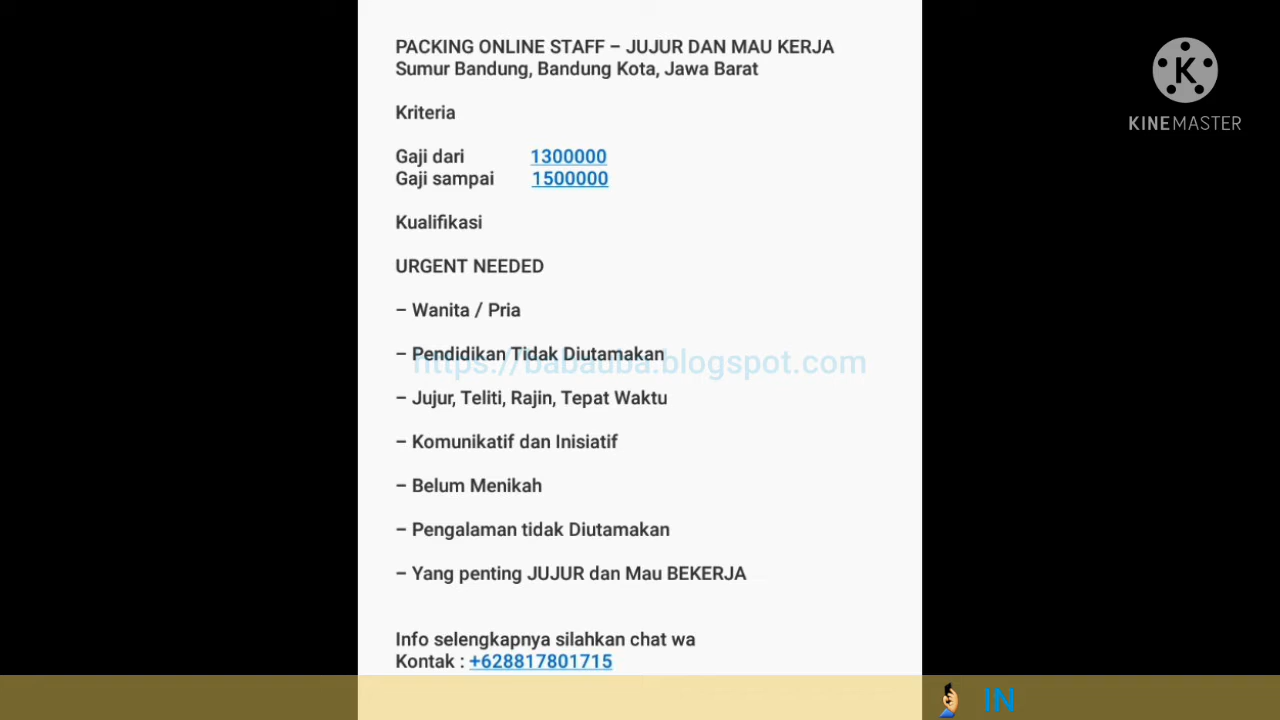 PACKING ONLINE STAFF – JUJUR DAN MAU KERJA
Sumur Bandung, Bandung Kota, Jawa Barat
Kriteria
Gaji dari 1300000
Gaji sampai 1500000
Kualifikasi
URGENT NEEDED
– Wanita / Pria
– Pendidikan Tidak Diutamakan
https://babauba.blogspot.com
– Jujur, Teliti, Rajin, Tepat Waktu
– Komunikatif dan Inisiatif
– Belum Menikah
– Pengalaman tidak Diutamakan
– Yang penting JUJUR dan Mau BEKERJA
Info selengkapnya silahkan chat wa
Kontak : +628817801715
K
KINEMASTER
IN